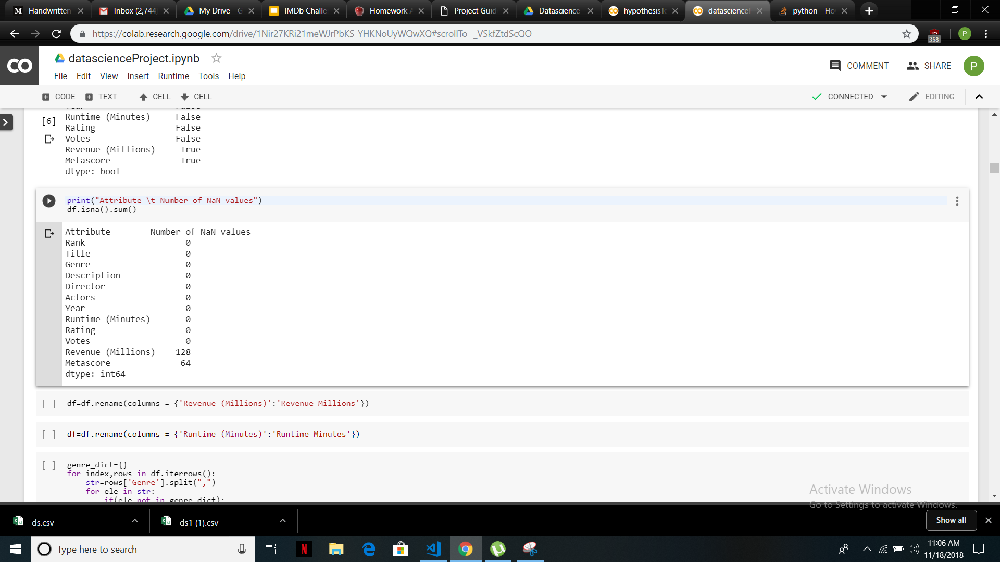 Handwritten
Inbox (2,744
My Drive - G
IMDb Challe
Homework A
Project Guid
Datascience
hypothesisTe
datascienceP
python - Ho
https://colab.research.google.com/drive/1Nir27KRi21meWJrPbKS-YHKNoUyWQwXQ#scrollTo=_VSkfZtdScQO
358
P
CO
datascienceProject.ipynb
COMMENT
SHARE
P
File Edit View Insert Runtime Tools Help
CODE TEXT CELL CELL
CONNECTED
EDITING
[6]
Runtime (Minutes) False
Rating False
Votes False
Revenue (Millions) True
Metascore True
dtype: bool
print("Attribute \t Number of NaN values")
df.isna().sum()
Attribute Number of NaN values
Rank 0
Title 0
Genre 0
Description 0
Director 0
Actors 0
Year 0
Runtime (Minutes) 0
Rating 0
Votes 0
Revenue (Millions) 128
Metascore 64
dtype: int64
[ ] df=df.rename(columns = {'Revenue (Millions)':'Revenue_Millions'})
[ ] df=df.rename(columns = {'Runtime (Minutes)':'Runtime_Minutes'})
[ ] genre_dict={}
for index,rows in df.iterrows():
str=rows['Genre'].split(",")
for ele in str:
if(ele not in genre_dict):
Activate Windows
Go to Settings to activate Windows.
ds.csv
ds1 (1).csv
Show all
Type here to search
11:06 AM
11/18/2018